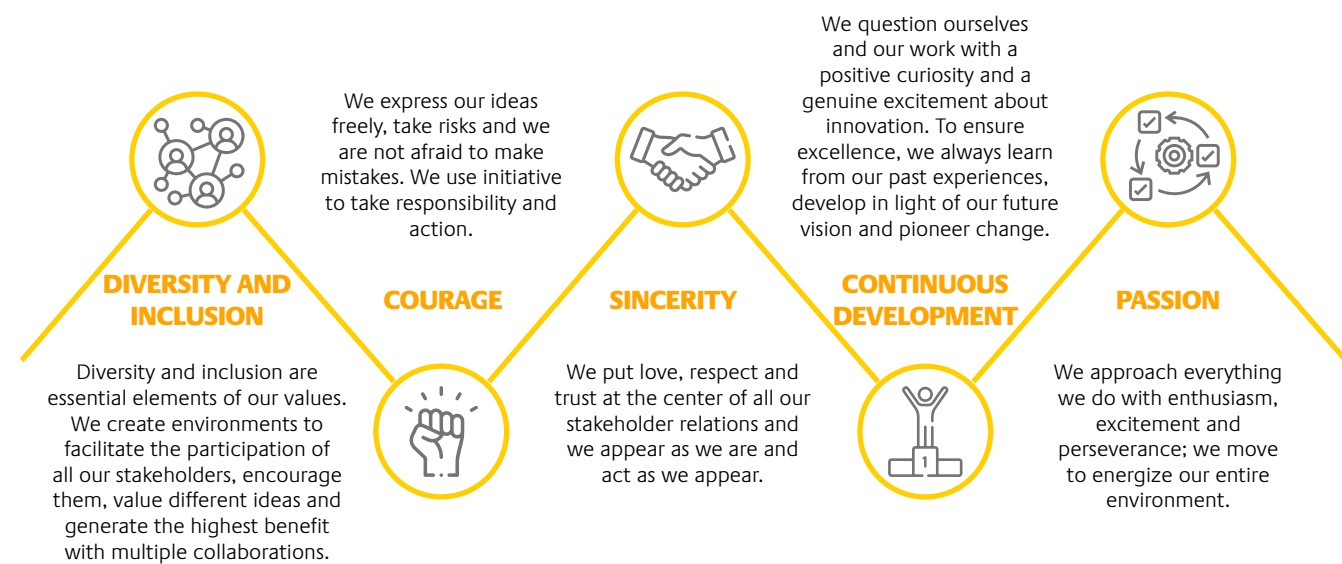 DIVERSITY AND
INCLUSION
Diversity and inclusion are
essential elements of our values.
We create environments to
facilitate the participation of
all our stakeholders, encourage
them, value different ideas and
generate the highest benefit
with multiple collaborations.
We express our ideas
freely, take risks and we
are not afraid to make
mistakes. We use initiative
to take responsibility and
action.
COURAGE
SINCERITY
We put love, respect and
trust at the center of all our
stakeholder relations and
we appear as we are and
act as we appear.
We question ourselves
and our work with a
positive curiosity and a
genuine excitement about
innovation. To ensure
excellence, we always learn
from our past experiences,
develop in light of our future
vision and pioneer change.
CONTINUOUS
DEVELOPMENT
1
PASSION
We approach everything
we do with enthusiasm,
excitement and
perseverance; we move
to energize our entire
environment.